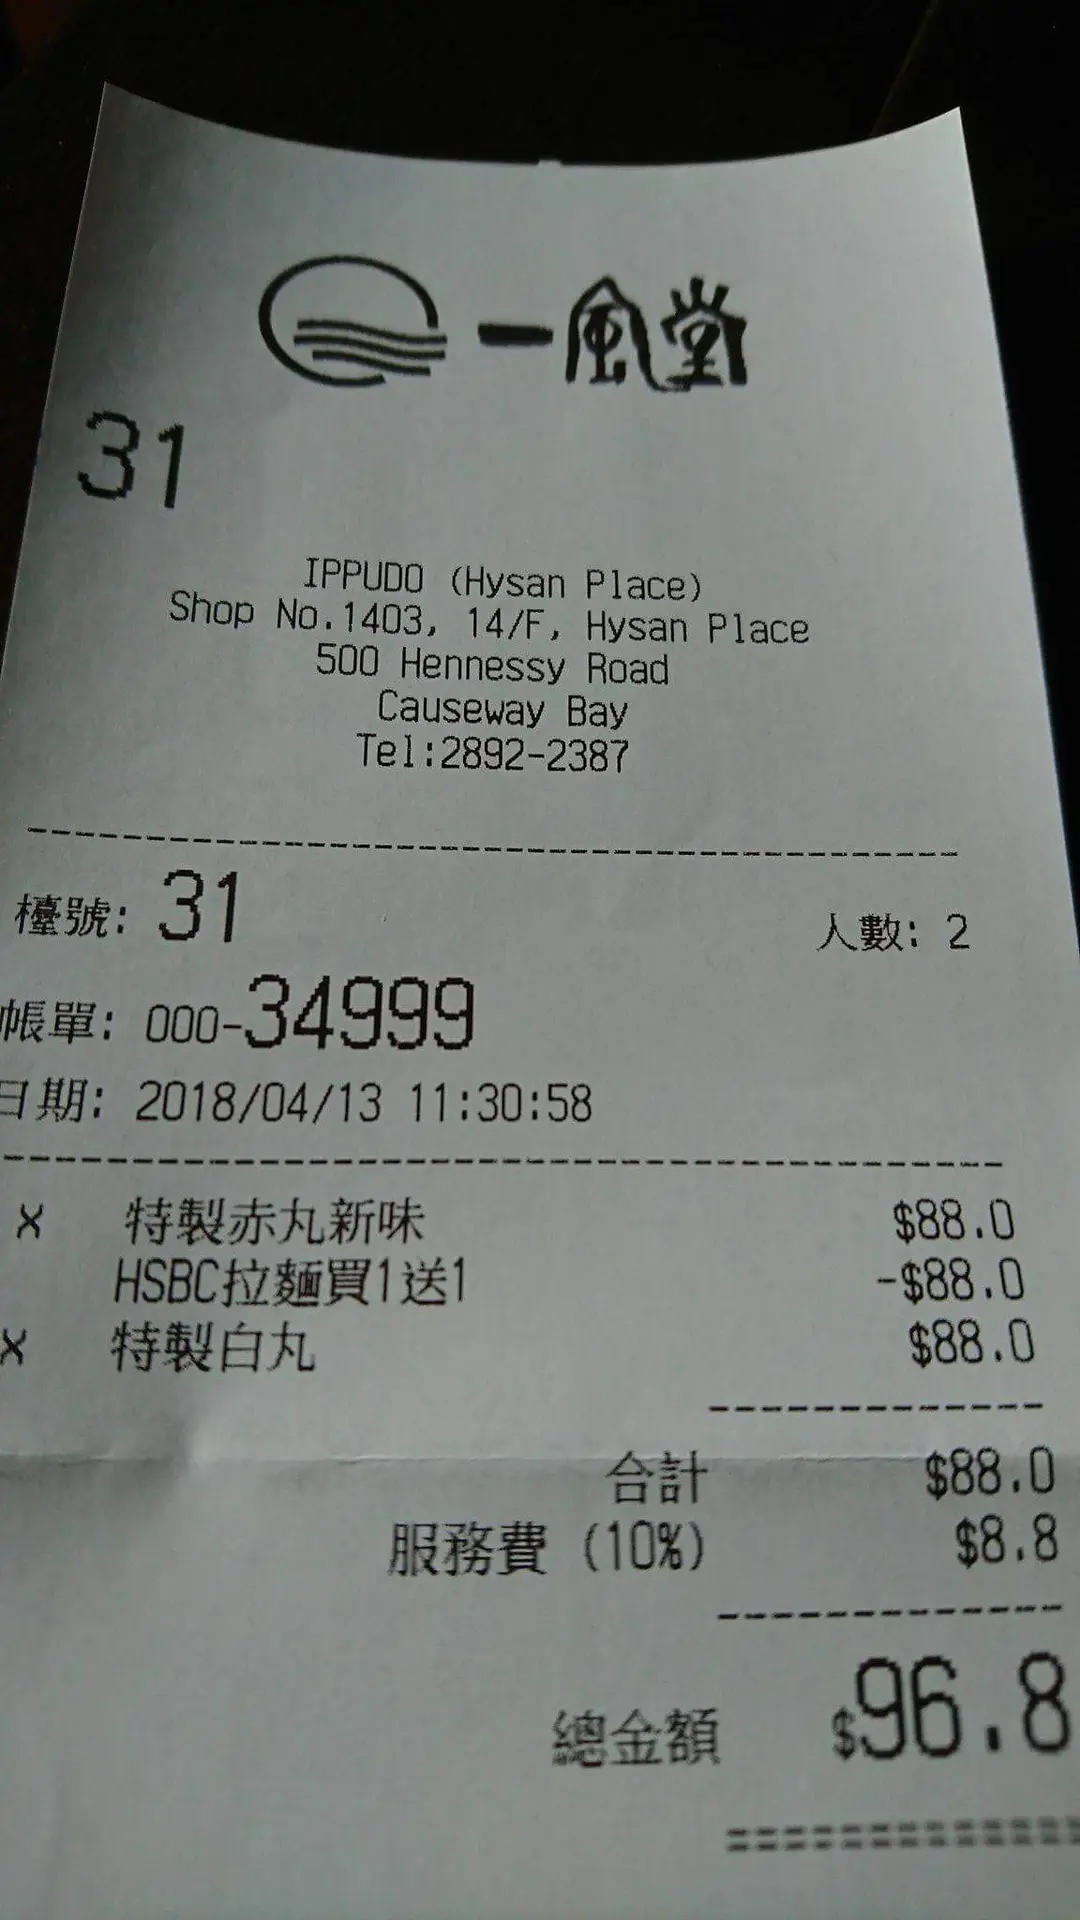 一風堂
31
IPPUDO (Hysan Place)
Shop No.1403, 14/F, Hysan Place
500 Hennessy Road
Causeway Bay
Tel:2892-2387
檯號: 31 人數: 2
帳單: 000-34999
日期: 2018/04/13 11:30:58
X 特製赤丸新味 $88.0
HSBC拉麵買1送1 -$88.0
X 特製白丸 $88.0
合計 $88.0
服務費 (10%) $8.8
總金額 $96.8